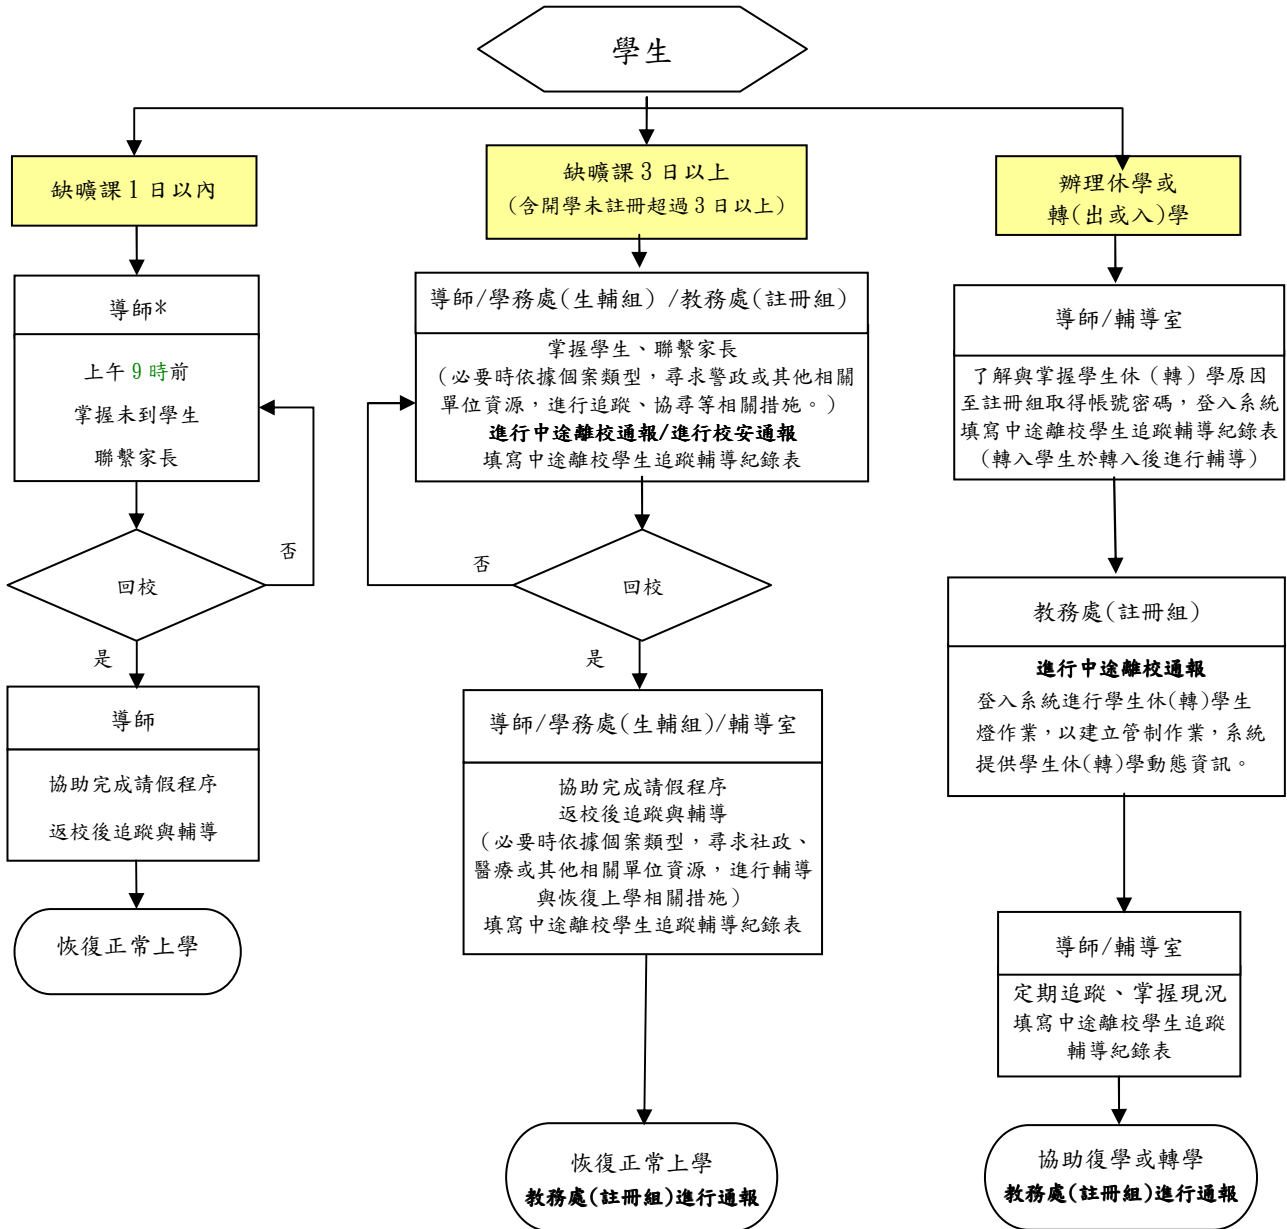 學生
缺曠課1日以內
缺曠課3日以上
(含開學未註冊超過3日以上)
辦理休學或
轉(出或入)學
導師*
上午9時前
掌握未到學生
聯繫家長
否
回校
是
導師
協助完成請假程序
返校後追蹤與輔導
恢復正常上學
導師/學務處(生輔組) /教務處(註冊組)
掌握學生、聯繫家長
(必要時依據個案類型,尋求警政或其他相關
單位資源,進行追蹤、協尋等相關措施。)
進行中途離校通報/進行校安通報
填寫中途離校學生追蹤輔導紀錄表
否
回校
是
導師/學務處(生輔組)/輔導室
協助完成請假程序
返校後追蹤與輔導
(必要時依據個案類型,尋求社政、
醫療或其他相關單位資源,進行輔導
與恢復上學相關措施)
填寫中途離校學生追蹤輔導紀錄表
恢復正常上學
教務處(註冊組)進行通報
導師/輔導室
了解與掌握學生休(轉)學原因
至註冊組取得帳號密碼,登入系統
填寫中途離校學生追蹤輔導紀錄表
(轉入學生於轉入後進行輔導)
教務處(註冊組)
進行中途離校通報
登入系統進行學生休(轉)學生
燈作業,以建立管制作業,系統
提供學生休(轉)學動態資訊。
導師/輔導室
定期追蹤、掌握現況
填寫中途離校學生追蹤
輔導紀錄表
協助復學或轉學
教務處(註冊組)進行通報